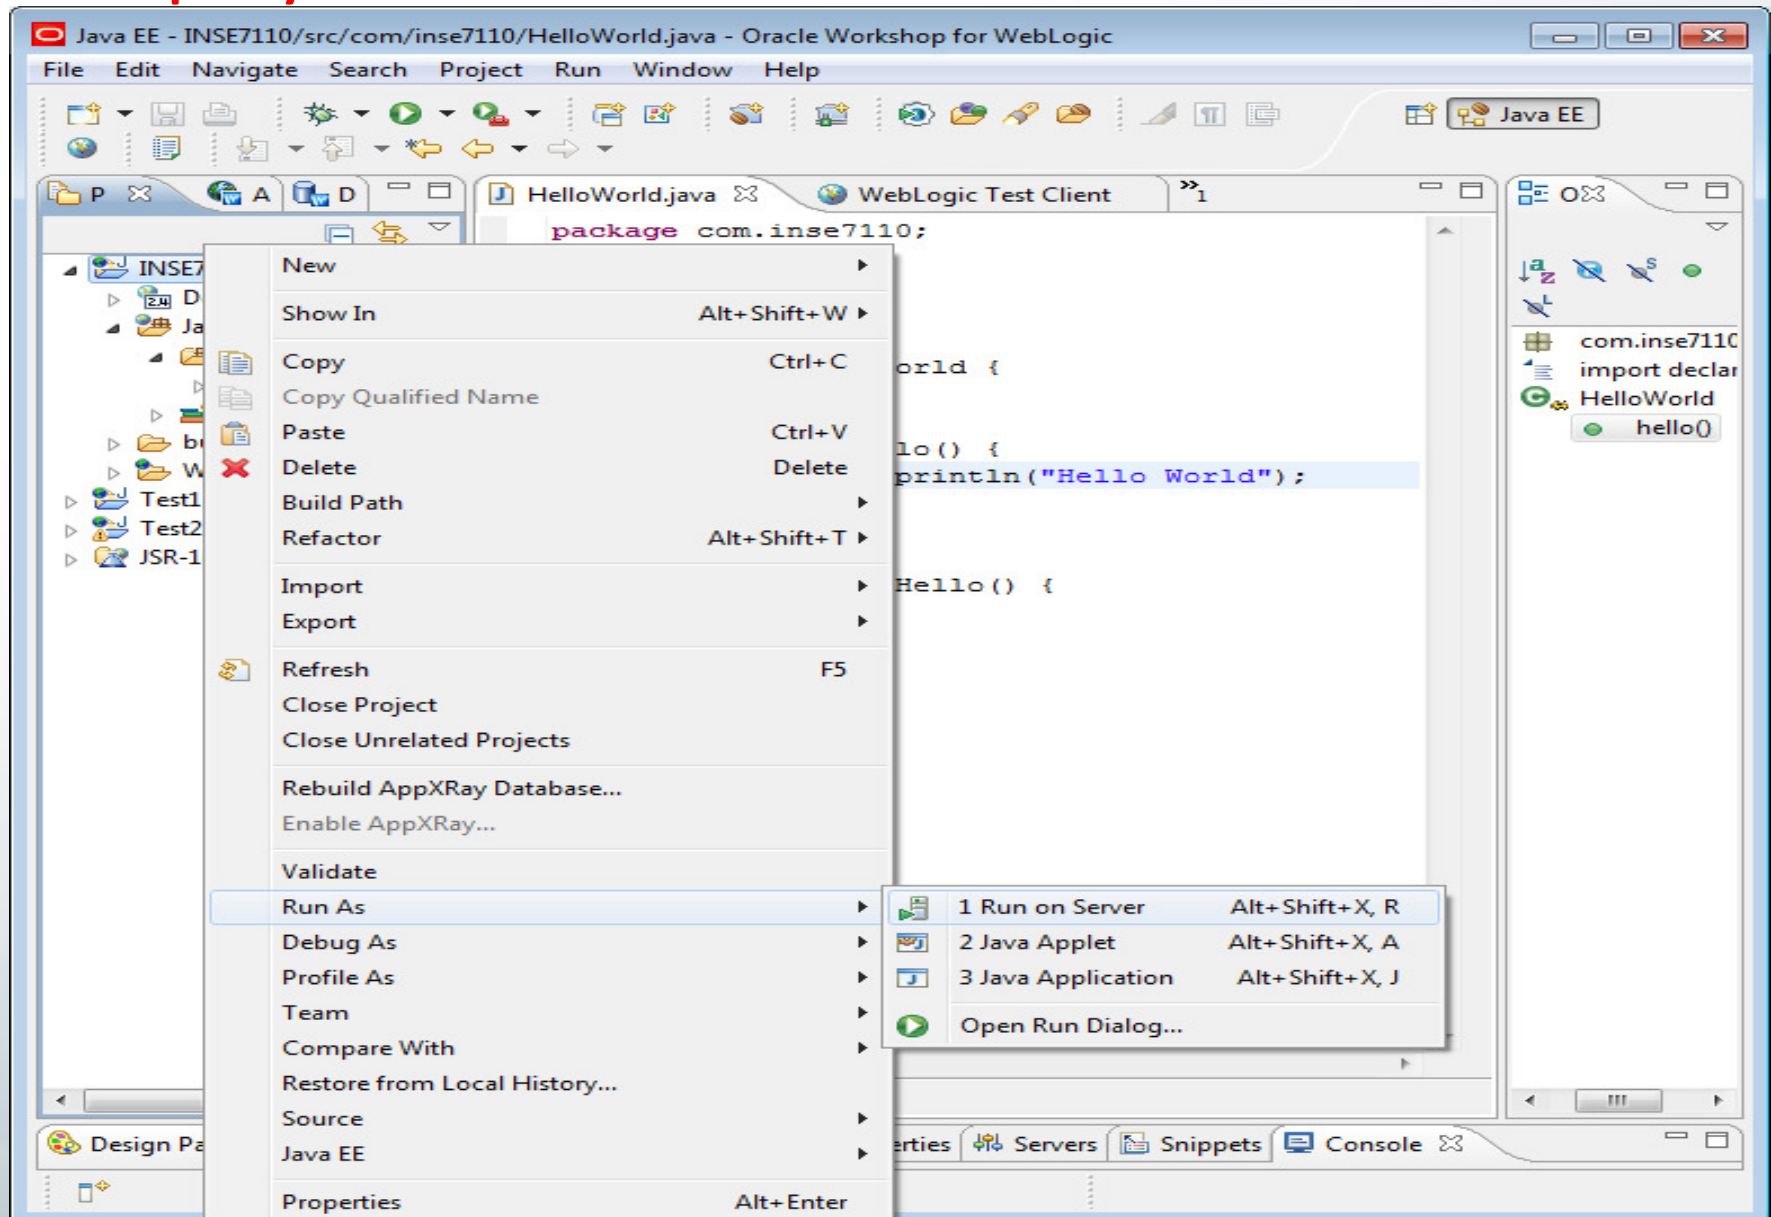 Java EE - INSE7110/src/com/inse7110/HelloWorld.java - Oracle Workshop for WebLogic
File Edit Navigate Search Project Run Window Help
Java EE
P A D
HelloWorld.java WebLogic Test Client »1
O
package com.inse7110;
INSE7
D
Ja
bu
W
Test1
Test2
JSR-1
New
Show In Alt+Shift+W
Copy Ctrl+C
Copy Qualified Name
Paste Ctrl+V
Delete Delete
Build Path
Refactor Alt+Shift+T
Import
Export
Refresh F5
Close Project
Close Unrelated Projects
Rebuild AppXRay Database...
Enable AppXRay...
Validate
Run As
Debug As
Profile As
Team
Compare With
Restore from Local History...
Source
Java EE
Properties Alt+Enter
orld {
lo() {
println("Hello World");
Hello() {
1 Run on Server Alt+Shift+X, R
2 Java Applet Alt+Shift+X, A
3 Java Application Alt+Shift+X, J
Open Run Dialog...
com.inse7110
import declar
HelloWorld
hello()
Design Pa
erties Servers Snippets Console